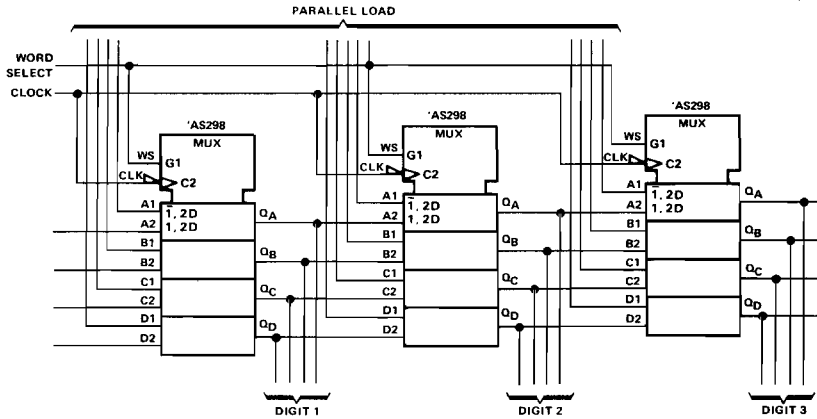 PARALLEL LOAD
WORD
SELECT
CLOCK
'AS298
MUX
WS
G1
CLK
C2
A1
1̅, 2D
A2
1, 2D
B1
B2
C1
C2
D1
D2
QA
QB
QC
QD
DIGIT 1
'AS298
MUX
WS
G1
CLK
C2
A1
1̅, 2D
A2
1, 2D
B1
B2
C1
C2
D1
D2
QA
QB
QC
QD
DIGIT 2
'AS298
MUX
WS
G1
CLK
C2
A1
1̅, 2D
A2
1, 2D
B1
B2
C1
C2
D1
D2
QA
QB
QC
QD
DIGIT 3